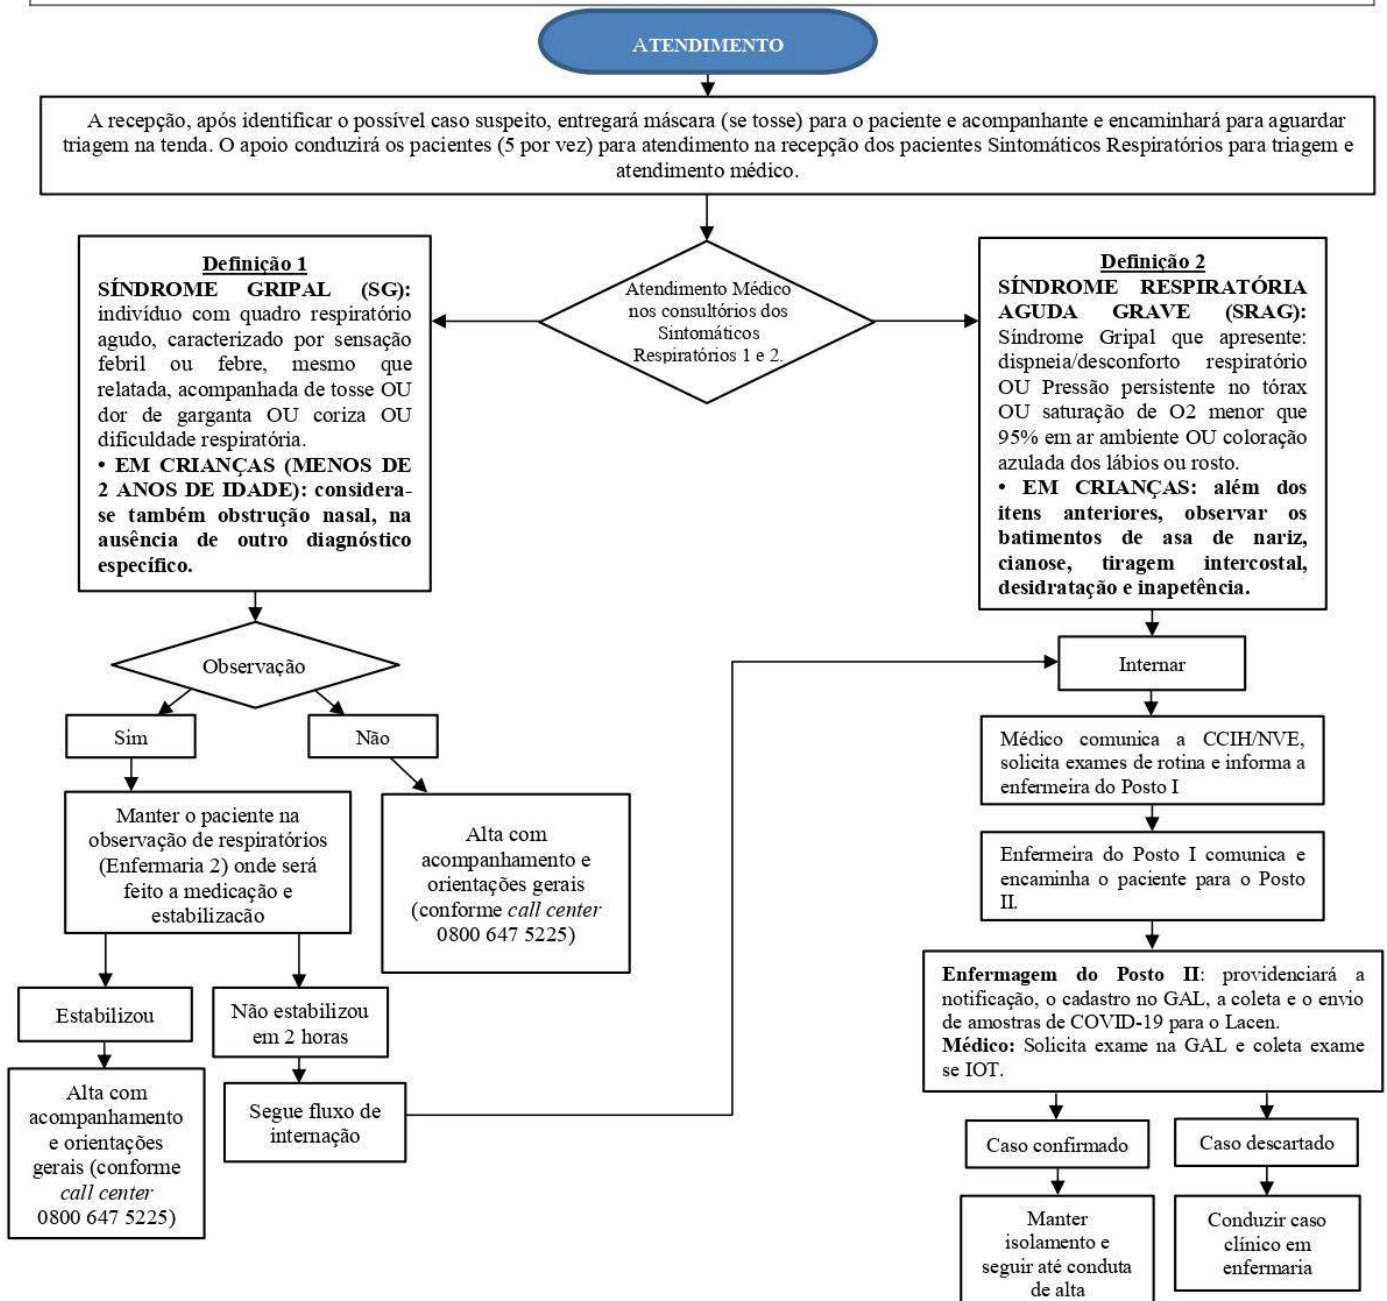 ATENDIMENTO
A recepção, após identificar o possível caso suspeito, entregará máscara (se tosse) para o paciente e acompanhante e encaminhará para aguardar
triagem na tenda. O apoio conduzirá os pacientes (5 por vez) para atendimento na recepção dos pacientes Sintomáticos Respiratórios para triagem e
atendimento médico.
Definição 1
SÍNDROME GRIPAL (SG):
indivíduo com quadro respiratório
agudo, caracterizado por sensação
febril ou febre, mesmo que
relatada, acompanhada de tosse OU
dor de garganta OU coriza OU
dificuldade respiratória.
• EM CRIANÇAS (MENOS DE
2 ANOS DE IDADE): considera-
se também obstrução nasal, na
ausência de outro diagnóstico
específico.
Atendimento Médico
nos consultórios dos
Sintomáticos
Respiratórios 1 e 2.
Definição 2
SÍNDROME RESPIRATÓRIA
AGUDA GRAVE (SRAG):
Síndrome Gripal que apresente:
dispneia/desconforto respiratório
OU Pressão persistente no tórax
OU saturação de O2 menor que
95% em ar ambiente OU coloração
azulada dos lábios ou rosto.
• EM CRIANÇAS: além dos
itens anteriores, observar os
batimentos de asa de nariz,
cianose, tiragem intercostal,
desidratação e inapetência.
Observação
Sim
Não
Manter o paciente na
observação de respiratórios
(Enfermaria 2) onde será
feito a medicação e
estabilizacão
Alta com
acompanhamento e
orientações gerais
(conforme call center
0800 647 5225)
Estabilizou
Não estabilizou
em 2 horas
Alta com
acompanhamento
e orientações
gerais (conforme
call center
0800 647 5225)
Segue fluxo de
internação
Internar
Médico comunica a CCIH/NVE,
solicita exames de rotina e informa a
enfermeira do Posto I
Enfermeira do Posto I comunica e
encaminha o paciente para o Posto
II.
Enfermagem do Posto II: providenciará a
notificação, o cadastro no GAL, a coleta e o envio
de amostras de COVID-19 para o Lacen.
Médico: Solicita exame na GAL e coleta exame
se IOT.
Caso confirmado
Caso descartado
Manter
isolamento e
seguir até conduta
de alta
Conduzir caso
clínico em
enfermaria